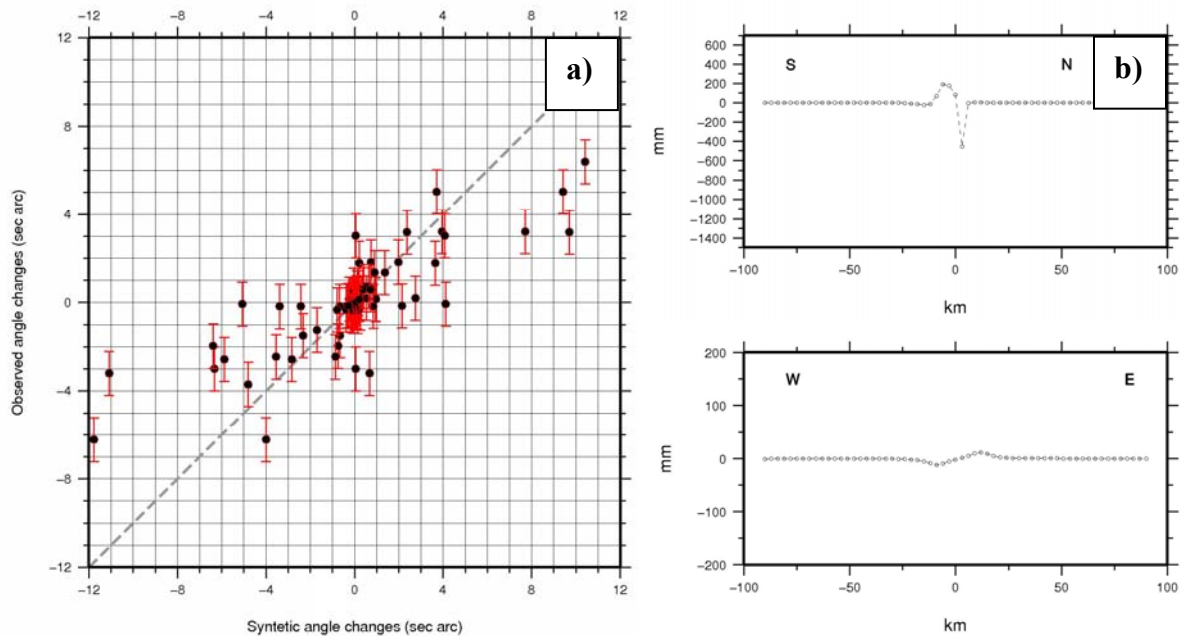 −12 −8 −4 0 4 8 12
12
8
4
0
−4
−8
−12
−12 −8 −4 0 4 8 12
Observed angle changes (sec arc)
Syntetic angle changes (sec arc)
a)
b)
S N
600
400
200
0
−200
−400
−600
−800
−1000
−1200
−1400
mm
−100 −50 0 50 100
km
W E
200
100
0
−100
−200
mm
−100 −50 0 50 100
km